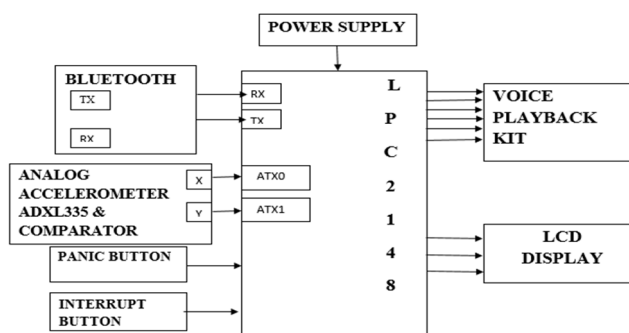 POWER SUPPLY
BLUETOOTH
TX
RX
RX
TX
ANALOG
ACCELEROMETER
ADXL335 &
COMPARATOR
X
Y
ATX0
ATX1
PANIC BUTTON
INTERRUPT
BUTTON
L
P
C
2
1
4
8
VOICE
PLAYBACK
KIT
LCD
DISPLAY